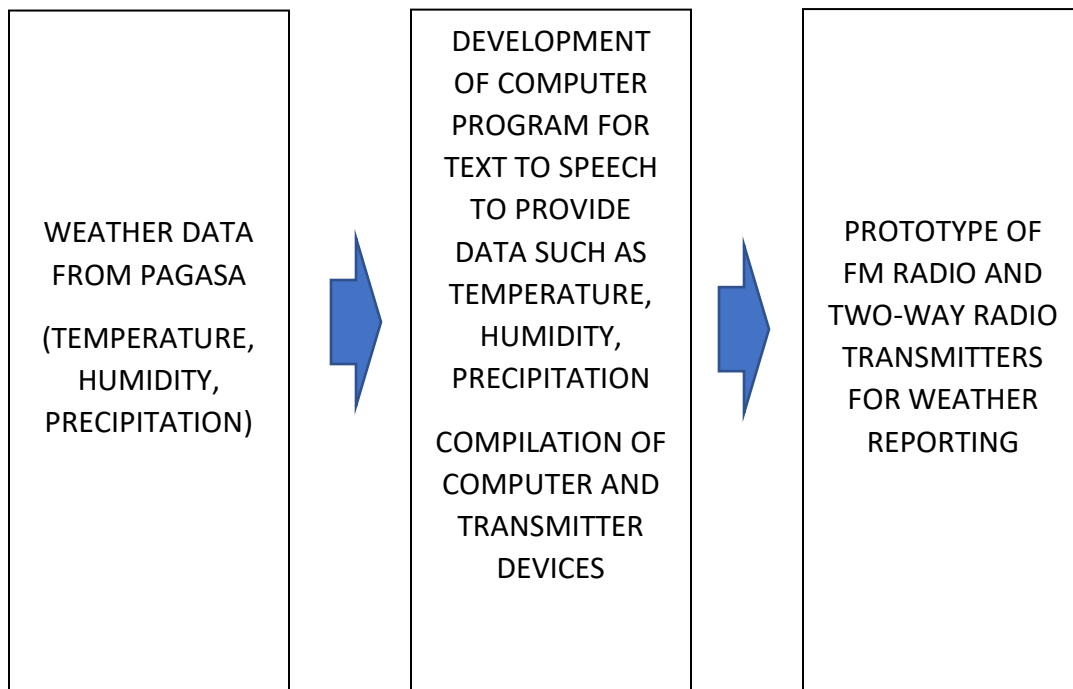 WEATHER DATA
FROM PAGASA
(TEMPERATURE,
HUMIDITY,
PRECIPITATION)
DEVELOPMENT
OF COMPUTER
PROGRAM FOR
TEXT TO SPEECH
TO PROVIDE
DATA SUCH AS
TEMPERATURE,
HUMIDITY,
PRECIPITATION
COMPILATION OF
COMPUTER AND
TRANSMITTER
DEVICES
PROTOTYPE OF
FM RADIO AND
TWO-WAY RADIO
TRANSMITTERS
FOR WEATHER
REPORTING